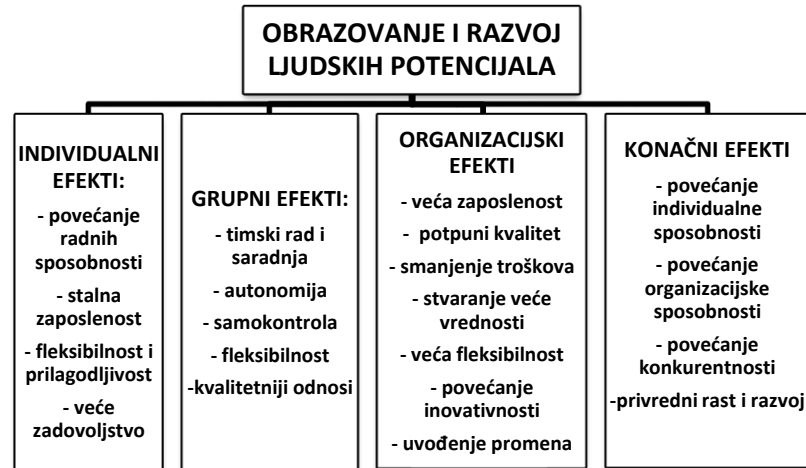 OBRAZOVANJE I RAZVOJ
LJUDSKIH POTENCIJALA
INDIVIDUALNI
EFEKTI:
- povećanje
radnih
sposobnosti
- stalna
zaposlenost
- fleksibilnost i
prilagodljivost
- veće
zadovoljstvo
GRUPNI EFEKTI:
- timski rad i
saradnja
- autonomija
- samokontrola
- fleksibilnost
-kvalitetniji odnosi
ORGANIZACIJSKI
EFEKTI
- veća zaposlenost
- potpuni kvalitet
- smanjenje troškova
- stvaranje veće
vrednosti
- veća fleksibilnost
- povećanje
inovativnosti
- uvođenje promena
KONAČNI EFEKTI
- povećanje
individualne
sposobnosti
- povećanje
organizacijske
sposobnosti
- povećanje
konkurentnosti
-privredni rast i razvoj